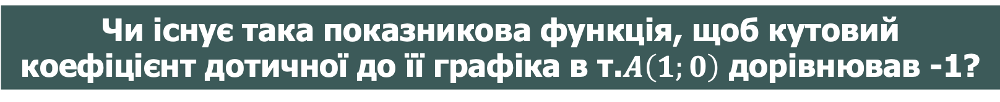 Чи існує така показникова функція, щоб кутовий
коефіцієнт дотичної до її графіка в т.A(1; 0) дорівнював -1?